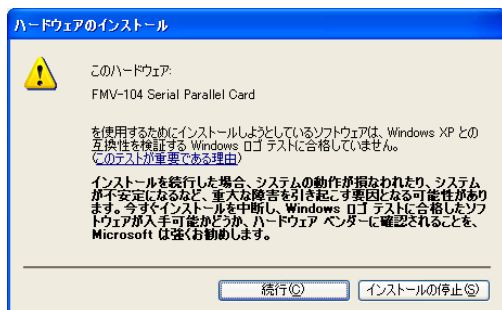 ハードウェアのインストール
このハードウェア:
FMV-104 Serial Parallel Card
を使用するためにインストールしようとしているソフトウェアは、Windows XP との
互換性を検証する Windows ロゴ テストに合格していません。
(このテストが重要である理由)
インストールを続行した場合、システムの動作が損なわれたり、システム
が不安定になるなど、重大な障害を引き起こす要因となる可能性があり
ます。今すぐインストールを中断し、Windows ロゴ テストに合格したソフ
トウェアが入手可能かどうか、ハードウェア ベンダーに確認されることを、
Microsoft は強くお勧めします。
続行(C) インストールの停止(S)